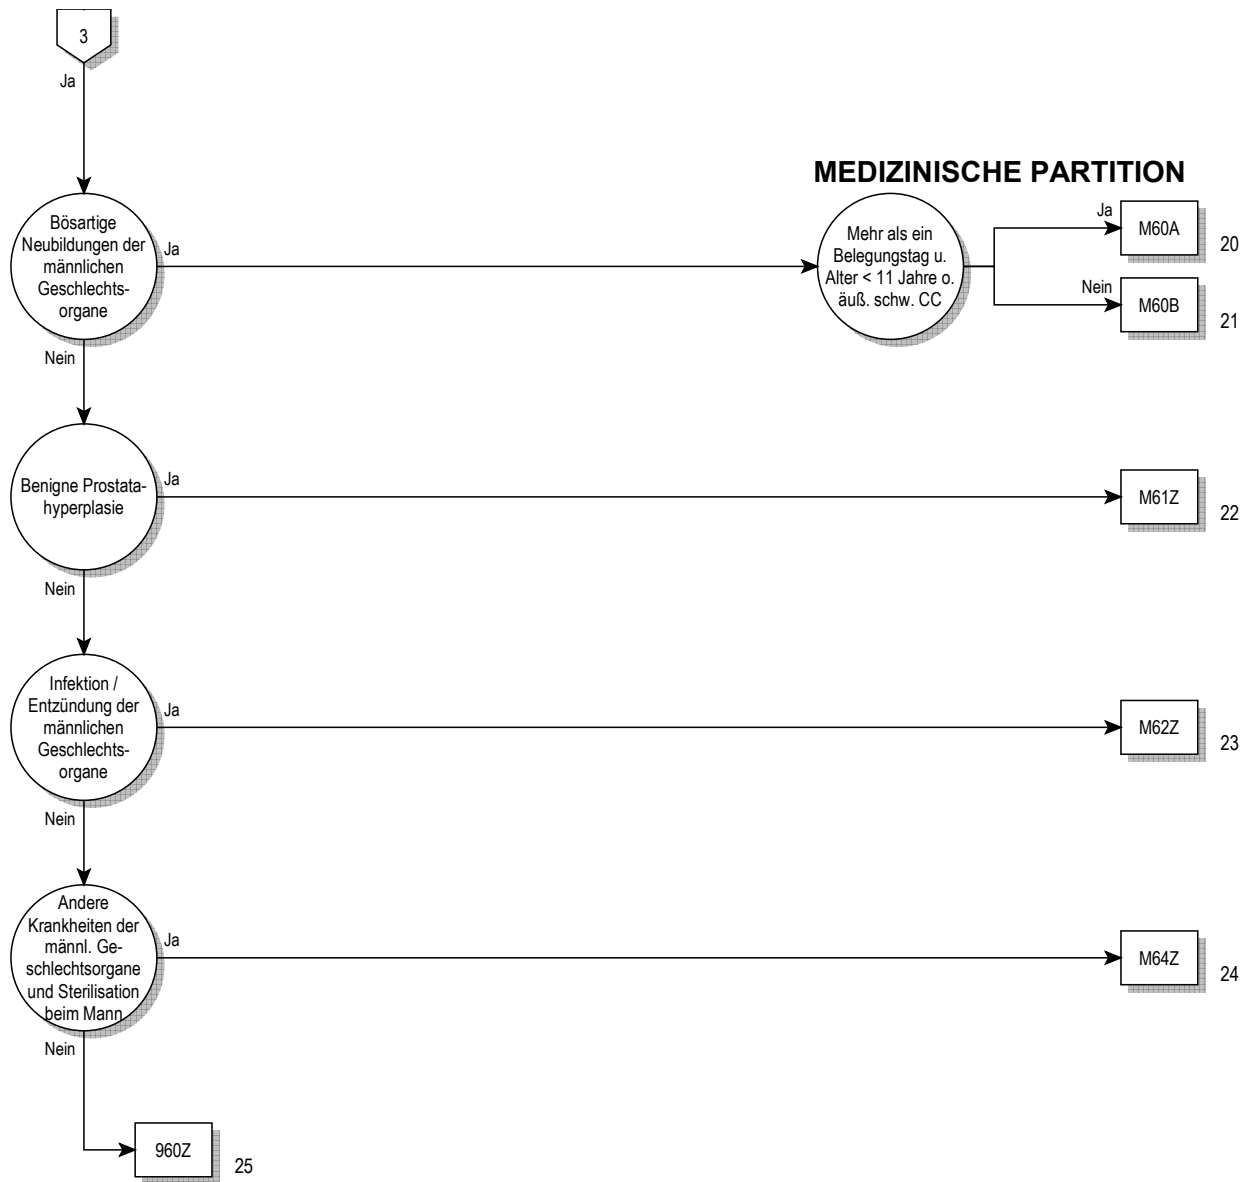 3
Ja
MEDIZINISCHE PARTITION
Bösartige
Neubildungen der
männlichen
Geschlechts-
organe
Ja
Mehr als ein
Belegungstag u.
Alter < 11 Jahre o.
äuß. schw. CC
Ja
M60A
20
Nein
M60B
21
Nein
Benigne Prostata-
hyperplasie
Ja
M61Z
22
Nein
Infektion /
Entzündung der
männlichen
Geschlechts-
organe
Ja
M62Z
23
Nein
Andere
Krankheiten der
männl. Ge-
schlechtsorgane
und Sterilisation
beim Mann
Ja
M64Z
24
Nein
960Z
25